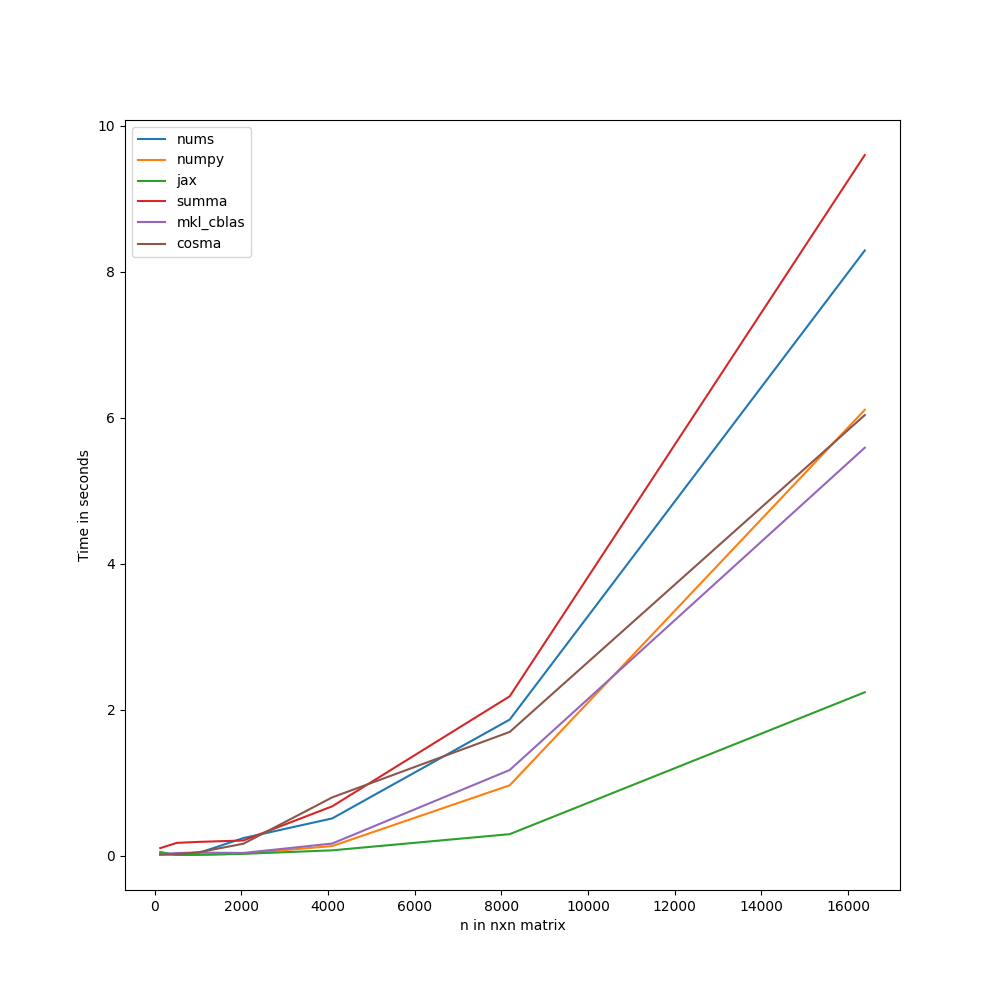 10
8
6
4
2
0
Time in seconds
nums
numpy
jax
summa
mkl_cblas
cosma
0 2000 4000 6000 8000 10000 12000 14000 16000
n in nxn matrix